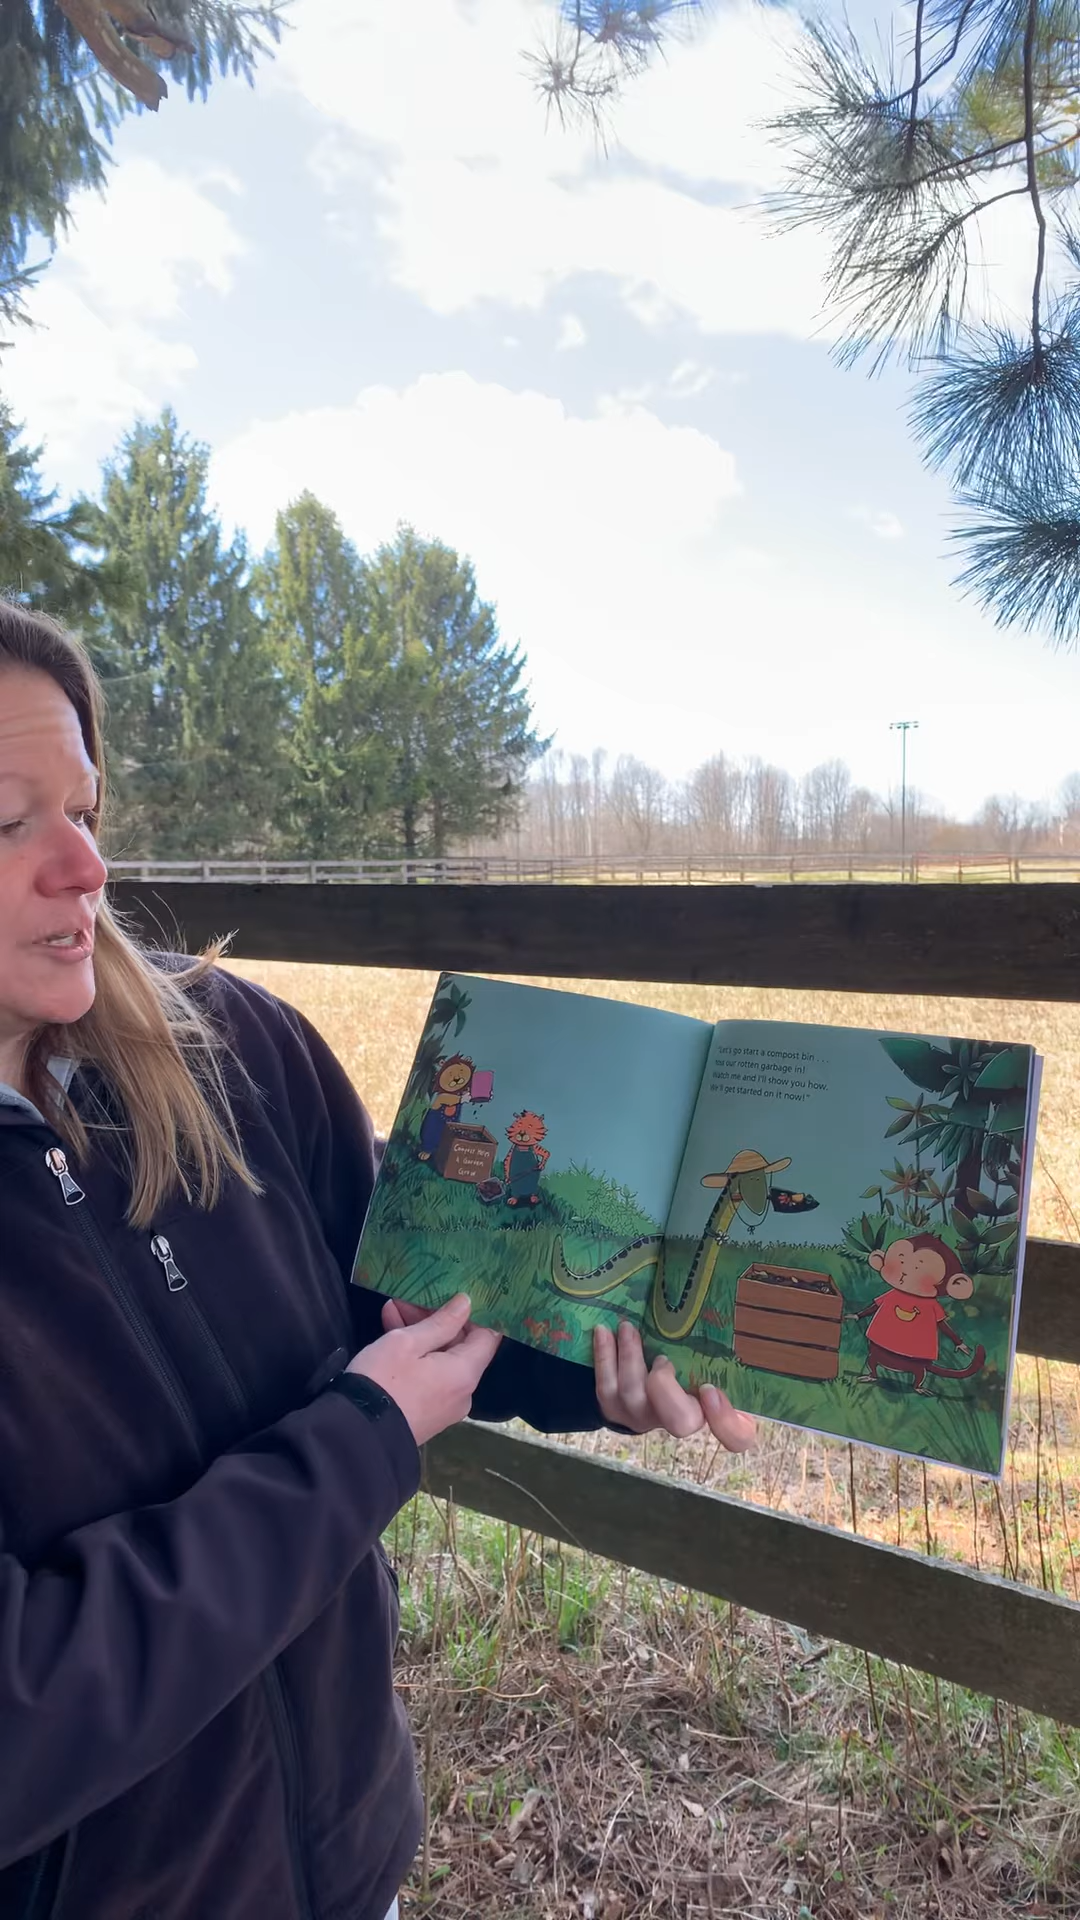 Compost Helps
A Garden
Grow
"Let's go start a compost bin . . .
our rotten garbage in!
Watch me and I'll show you how.
We'll get started on it now!"